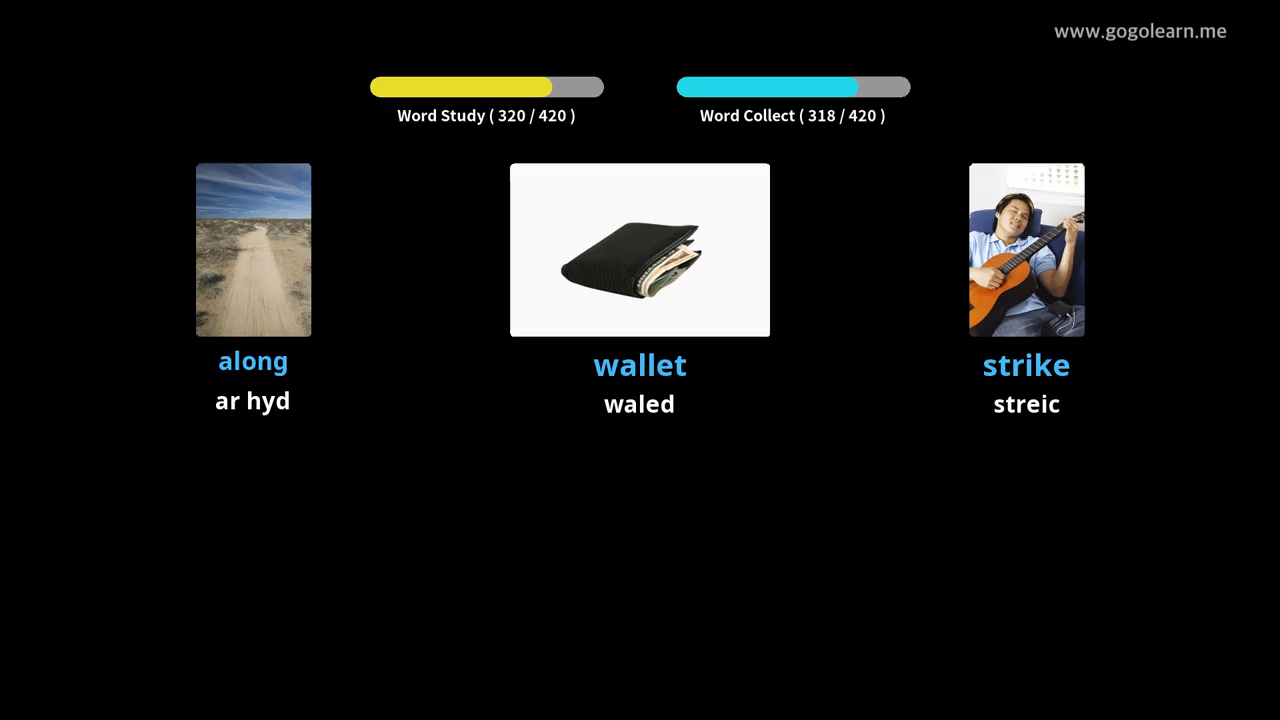 www.gogolearn.me
Word Study ( 320 / 420 )
Word Collect ( 318 / 420 )
along
ar hyd
wallet
waled
strike
streic